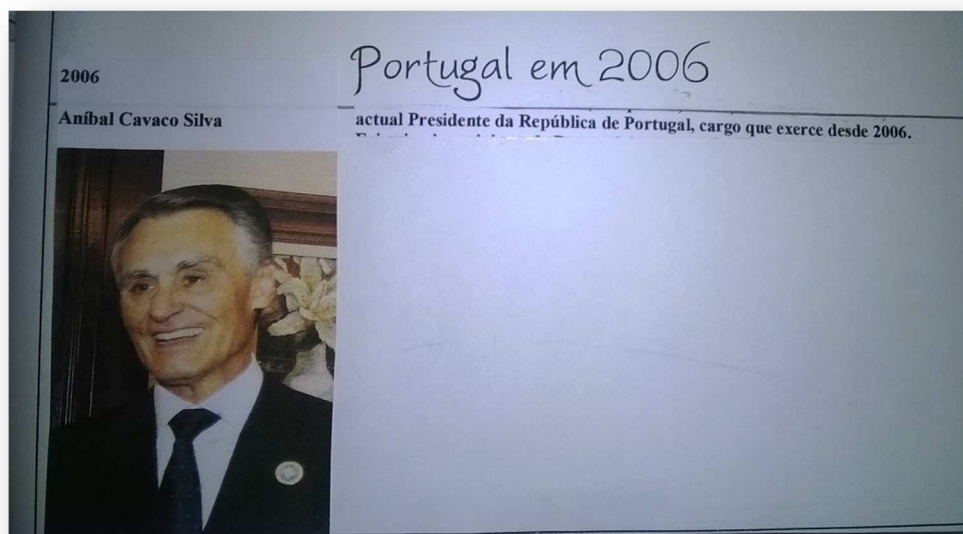 Portugal em 2006
2006
Aníbal Cavaco Silva
actual Presidente da República de Portugal, cargo que exerce desde 2006.